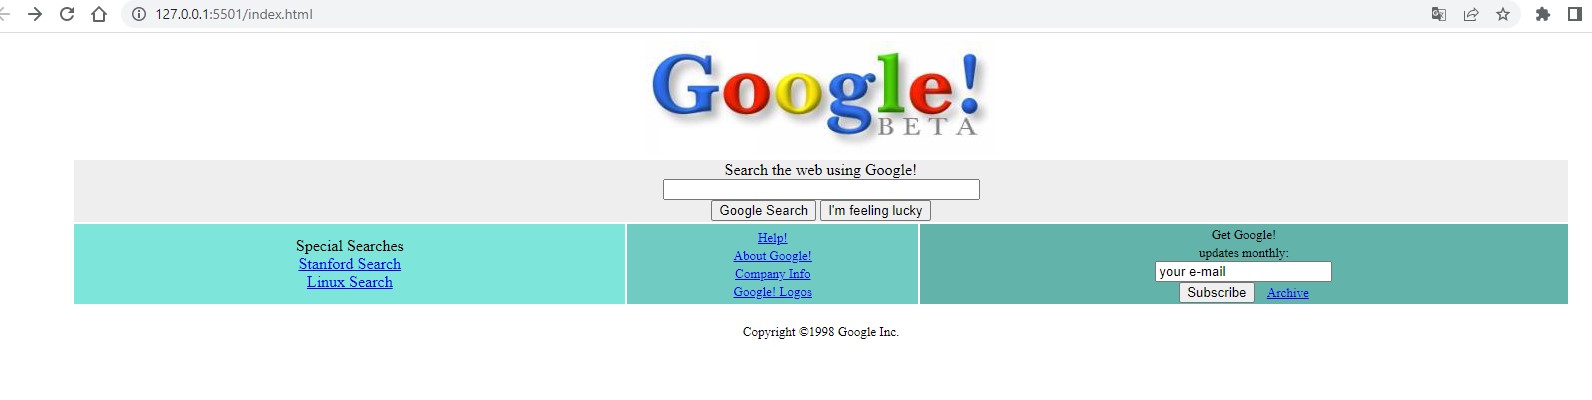 127.0.0.1:5501/index.html
Google!
BETA
Search the web using Google!
Google Search I'm feeling lucky
Special Searches
Stanford Search
Linux Search
Help!
About Google!
Company Info
Google! Logos
Get Google!
updates monthly:
your e-mail
Subscribe Archive
Copyright ©1998 Google Inc.